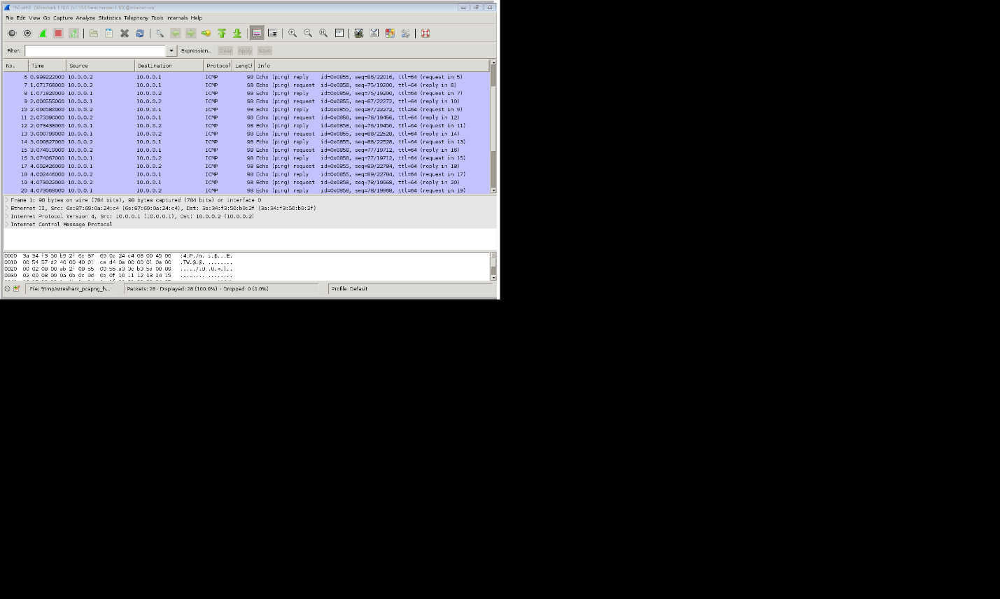 *h2-eth0 [Wireshark 1.10.6 (v1.10.6 from master-1.10)]@mininet-vm
File Edit View Go Capture Analyze Statistics Telephony Tools Internals Help
Filter: Expression... Clear Apply Save
No. Time Source Destination Protocol Length Info
6 0.999222000 10.0.0.2 10.0.0.1 ICMP 98 Echo (ping) reply id=0x0855, seq=86/22016, ttl=64 (request in 5)
7 1.071768000 10.0.0.2 10.0.0.1 ICMP 98 Echo (ping) request id=0x0858, seq=75/19200, ttl=64 (reply in 8)
8 1.071820000 10.0.0.1 10.0.0.2 ICMP 98 Echo (ping) reply id=0x0858, seq=75/19200, ttl=64 (request in 7)
9 2.000555000 10.0.0.1 10.0.0.2 ICMP 98 Echo (ping) request id=0x0855, seq=87/22272, ttl=64 (reply in 10)
10 2.000580000 10.0.0.2 10.0.0.1 ICMP 98 Echo (ping) reply id=0x0855, seq=87/22272, ttl=64 (request in 9)
11 2.073390000 10.0.0.2 10.0.0.1 ICMP 98 Echo (ping) request id=0x0858, seq=76/19456, ttl=64 (reply in 12)
12 2.073438000 10.0.0.1 10.0.0.2 ICMP 98 Echo (ping) reply id=0x0858, seq=76/19456, ttl=64 (request in 11)
13 3.000799000 10.0.0.1 10.0.0.2 ICMP 98 Echo (ping) request id=0x0855, seq=88/22528, ttl=64 (reply in 14)
14 3.000827000 10.0.0.2 10.0.0.1 ICMP 98 Echo (ping) reply id=0x0855, seq=88/22528, ttl=64 (request in 13)
15 3.074019000 10.0.0.2 10.0.0.1 ICMP 98 Echo (ping) request id=0x0858, seq=77/19712, ttl=64 (reply in 16)
16 3.074067000 10.0.0.1 10.0.0.2 ICMP 98 Echo (ping) reply id=0x0858, seq=77/19712, ttl=64 (request in 15)
17 4.002426000 10.0.0.1 10.0.0.2 ICMP 98 Echo (ping) request id=0x0855, seq=89/22784, ttl=64 (reply in 18)
18 4.002446000 10.0.0.2 10.0.0.1 ICMP 98 Echo (ping) reply id=0x0855, seq=89/22784, ttl=64 (request in 17)
19 4.073022000 10.0.0.2 10.0.0.1 ICMP 98 Echo (ping) request id=0x0858, seq=78/19968, ttl=64 (reply in 20)
20 4.073069000 10.0.0.1 10.0.0.2 ICMP 98 Echo (ping) reply id=0x0858, seq=78/19968, ttl=64 (request in 19)
Frame 1: 98 bytes on wire (784 bits), 98 bytes captured (784 bits) on interface 0
Ethernet II, Src: 6e:87:69:0a:24:c4 (6e:87:69:0a:24:c4), Dst: 3a:34:f3:50:b9:2f (3a:34:f3:50:b9:2f)
Internet Protocol Version 4, Src: 10.0.0.1 (10.0.0.1), Dst: 10.0.0.2 (10.0.0.2)
Internet Control Message Protocol
0000 3a 34 f3 50 b9 2f 6e 87 69 0a 24 c4 08 00 45 00 :4.P./n. i.$...E.
0010 00 54 57 d2 40 00 40 01 ce d4 0a 00 00 01 0a 00 .TW.@.@. ........
0020 00 02 08 00 ab 2f 08 55 00 55 a3 3c b3 5d 00 89 ...../.U .U.<.]..
0030 02 00 08 09 0a 0b 0c 0d 0e 0f 10 11 12 13 14 15 ........ ........
File: "/tmp/wireshark_pcapng_h... Packets: 28 · Displayed: 28 (100.0%) · Dropped: 0 (0.0%) Profile: Default